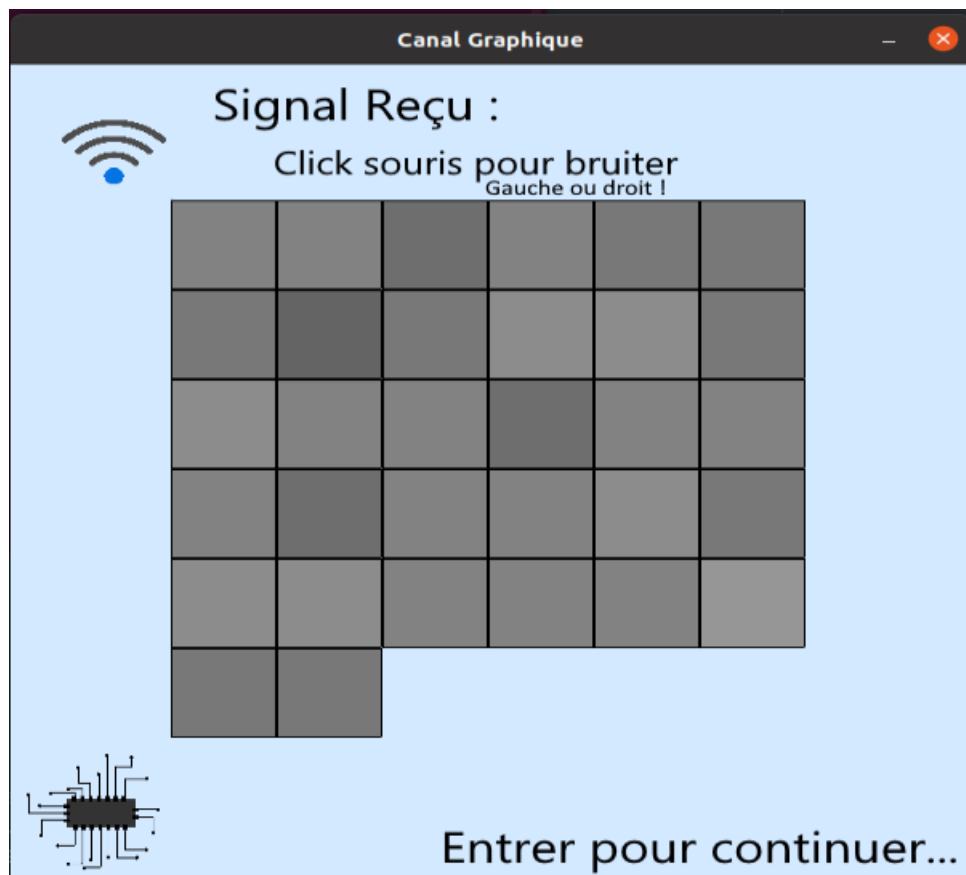 Canal Graphique
Signal Reçu :
Click souris pour bruiter
Gauche ou droit !
Entrer pour continuer...